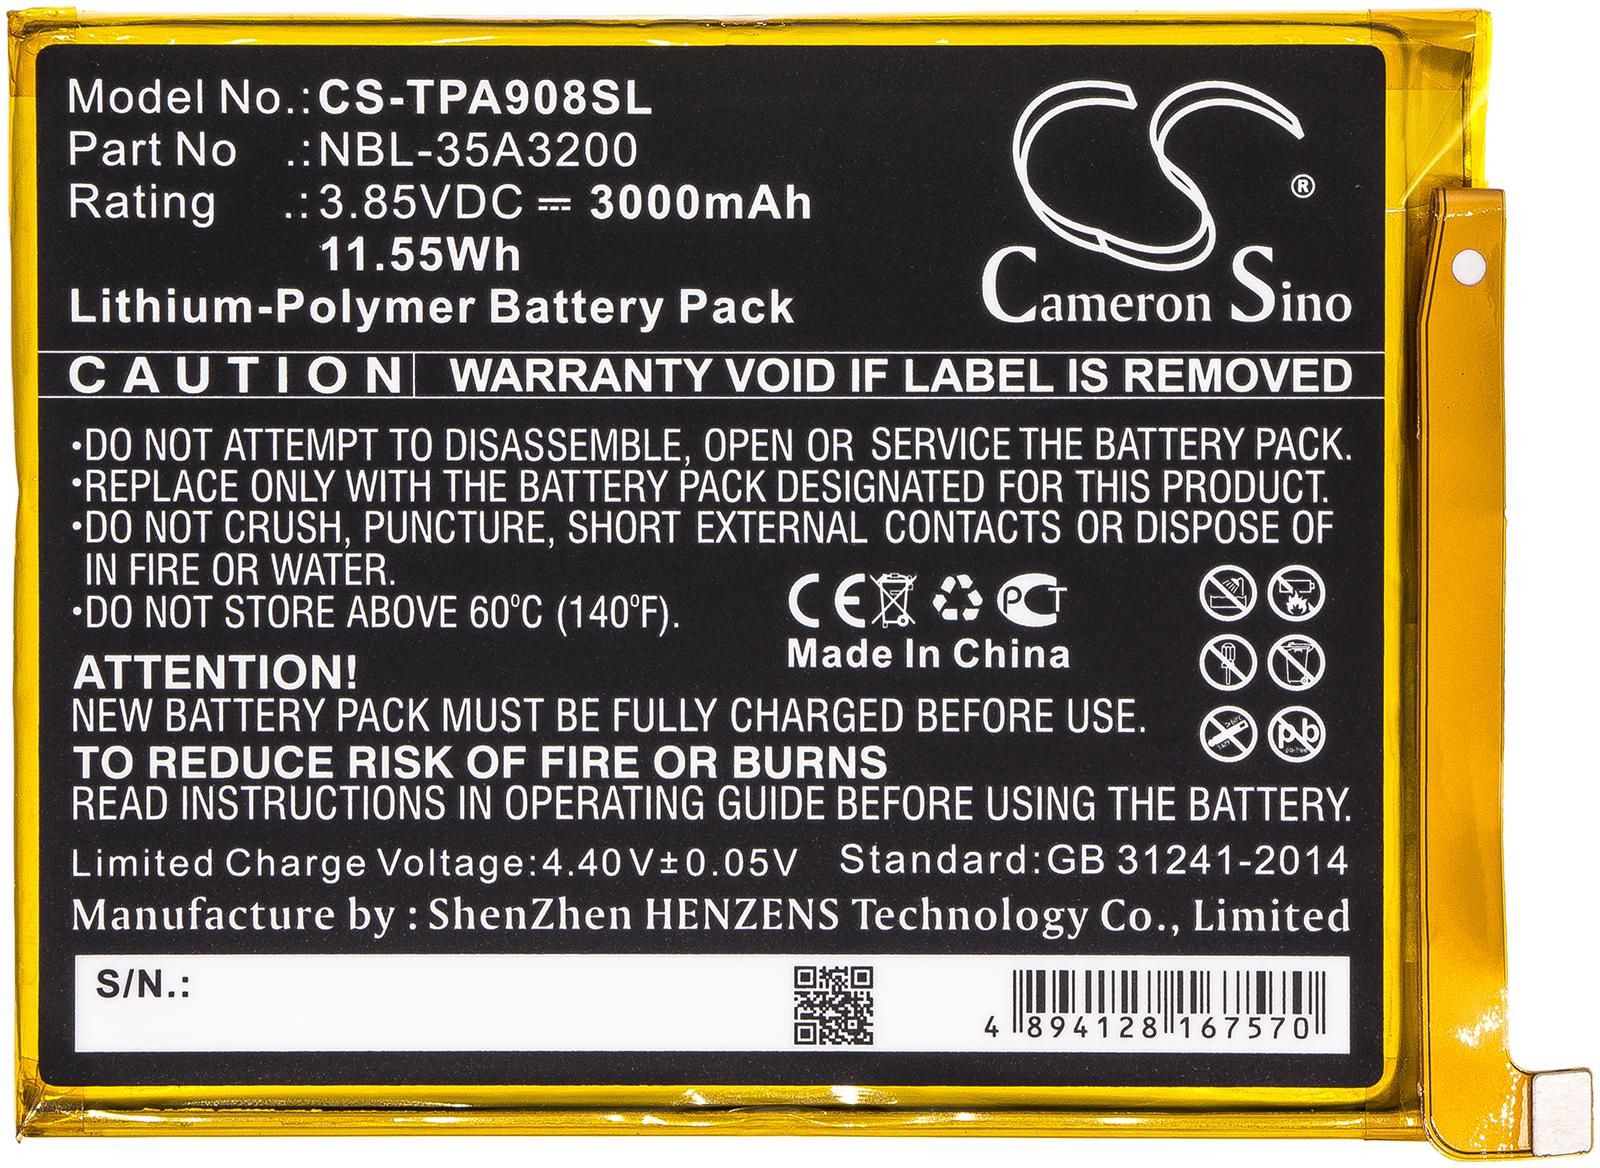 Model No.:CS-TPA908SL
Part No .:NBL-35A3200
Rating .:3.85VDC ⎓ 3000mAh
11.55Wh
Lithium-Polymer Battery Pack
®
Cameron Sino
CAUTION WARRANTY VOID IF LABEL IS REMOVED
•DO NOT ATTEMPT TO DISASSEMBLE, OPEN OR SERVICE THE BATTERY PACK.
•REPLACE ONLY WITH THE BATTERY PACK DESIGNATED FOR THIS PRODUCT.
•DO NOT CRUSH, PUNCTURE, SHORT EXTERNAL CONTACTS OR DISPOSE OF
IN FIRE OR WATER.
•DO NOT STORE ABOVE 60°C (140°F).
CE PCT
Made In China
ATTENTION!
NEW BATTERY PACK MUST BE FULLY CHARGED BEFORE USE.
pb
TO REDUCE RISK OF FIRE OR BURNS
READ INSTRUCTIONS IN OPERATING GUIDE BEFORE USING THE BATTERY.
Limited Charge Voltage:4.40V±0.05V Standard:GB 31241-2014
Manufacture by : ShenZhen HENZENS Technology Co., Limited
S/N.:
4 894128 167570